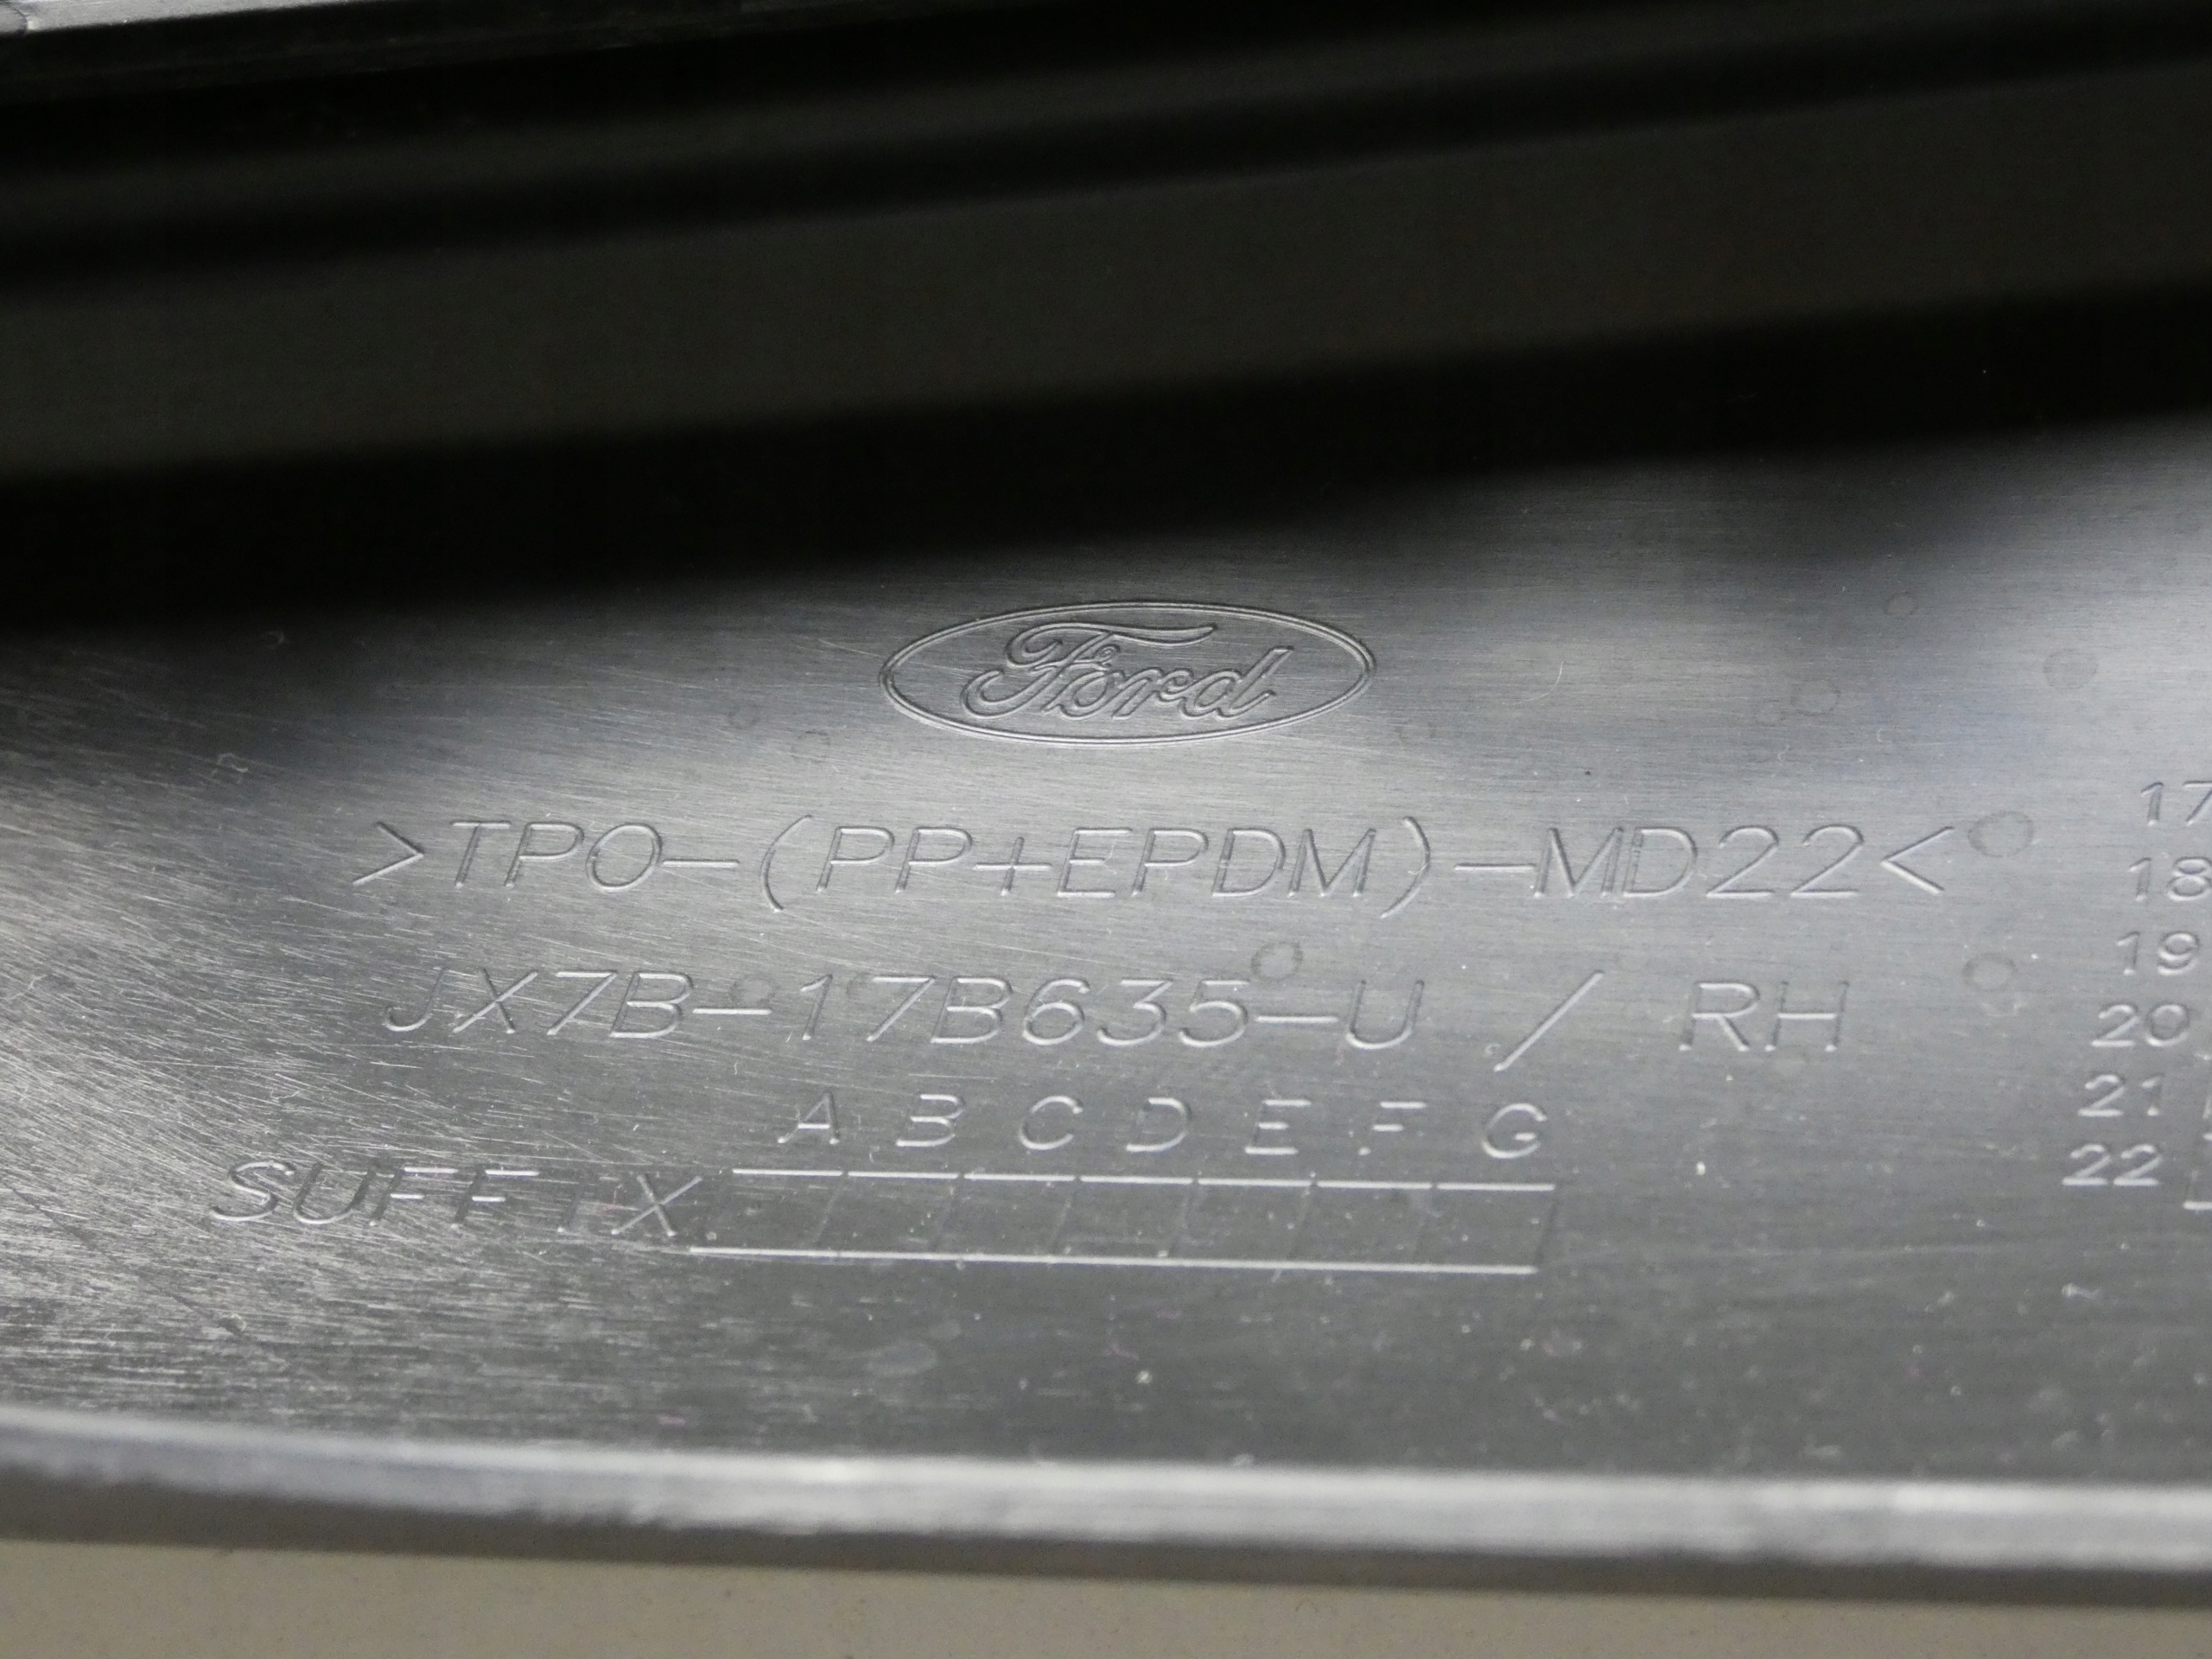 Ford
>TPO-(PP+EPDM)-MD22<
JX7B-17B635-U / RH
A B C D E F G
SUFFIX
17
18
19
20
21
22